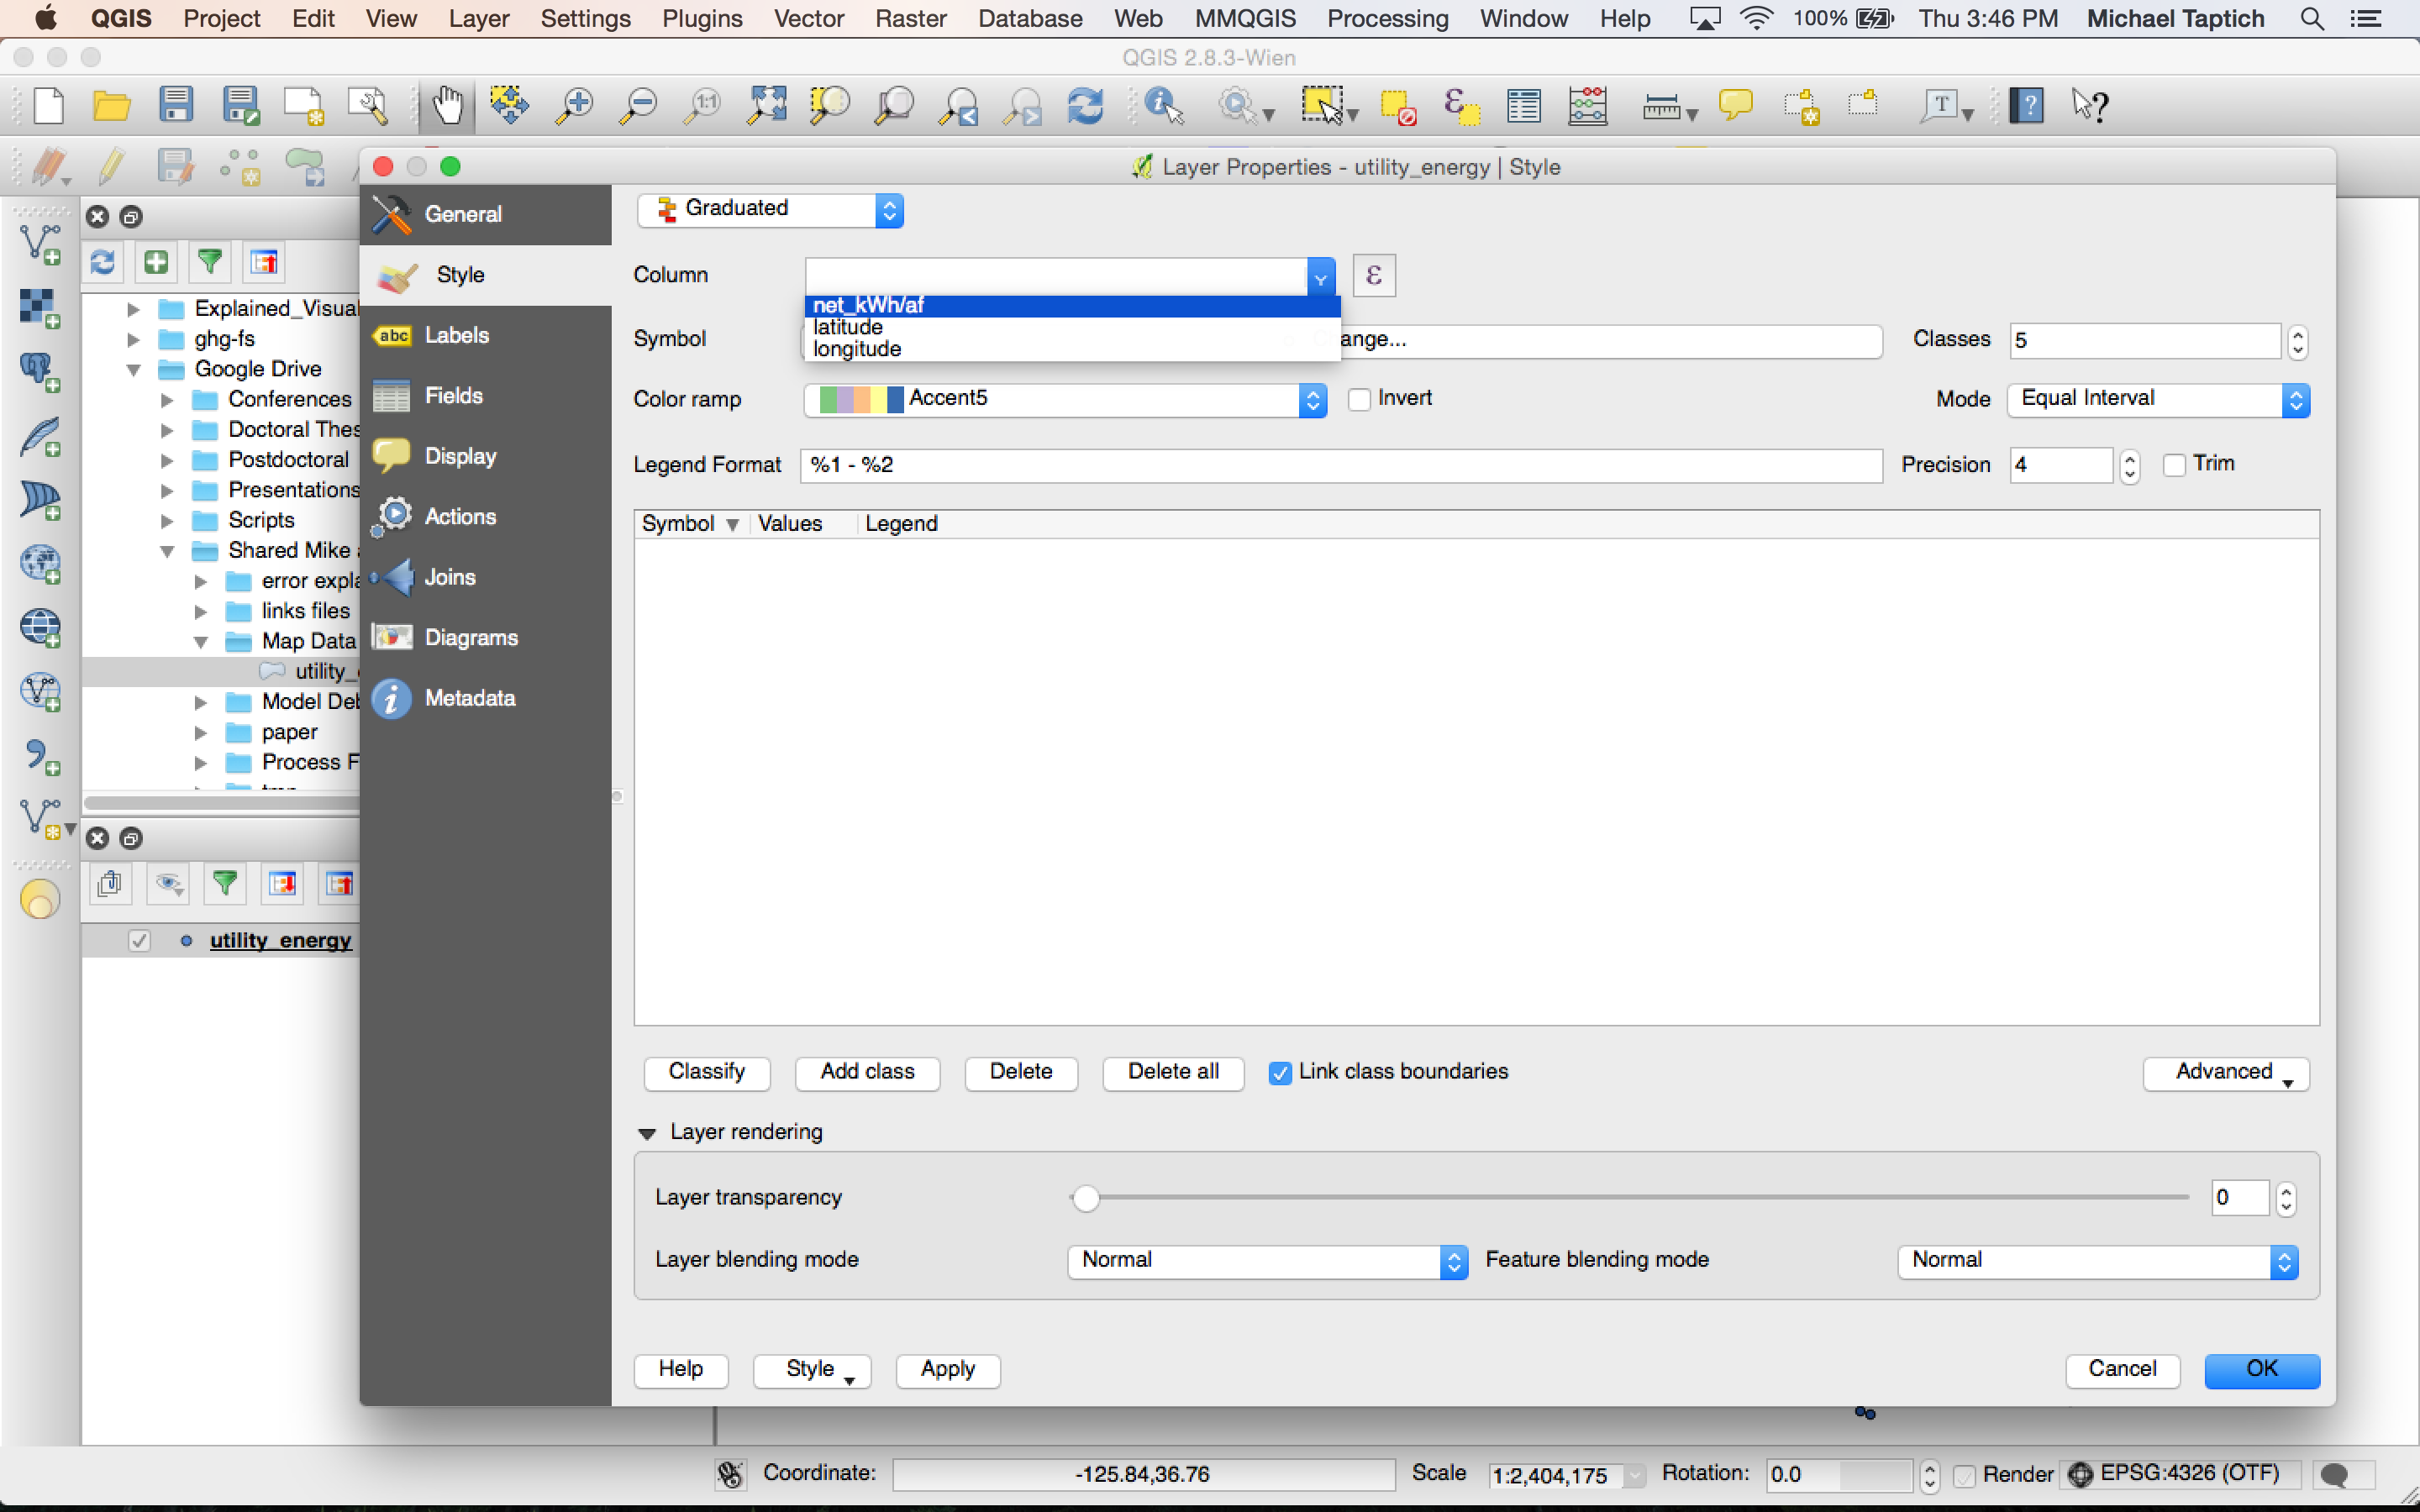 QGIS Project Edit View Layer Settings Plugins Vector Raster Database Web MMQGIS Processing Window Help 100% Thu 3:46 PM Michael Taptich
QGIS 2.8.3-Wien
Layer Properties - utility_energy | Style
General
Style
Labels
Fields
Display
Actions
Joins
Diagrams
Metadata
Explained_Visual
ghg-fs
Google Drive
Conferences
Doctoral Thes
Postdoctoral
Presentations
Scripts
Shared Mike
error expla
links files
Map Data
utility_
Model Deb
paper
Process F
utility_energy
Graduated
Column
net_kWh/af
latitude
longitude
Symbol ange... Classes 5
Color ramp Accent5 Invert Mode Equal Interval
Legend Format %1 - %2 Precision 4 Trim
Symbol Values Legend
Classify Add class Delete Delete all Link class boundaries Advanced
Layer rendering
Layer transparency 0
Layer blending mode Normal Feature blending mode Normal
Help Style Apply Cancel OK
Coordinate: -125.84,36.76 Scale 1:2,404,175 Rotation: 0.0 Render EPSG:4326 (OTF)